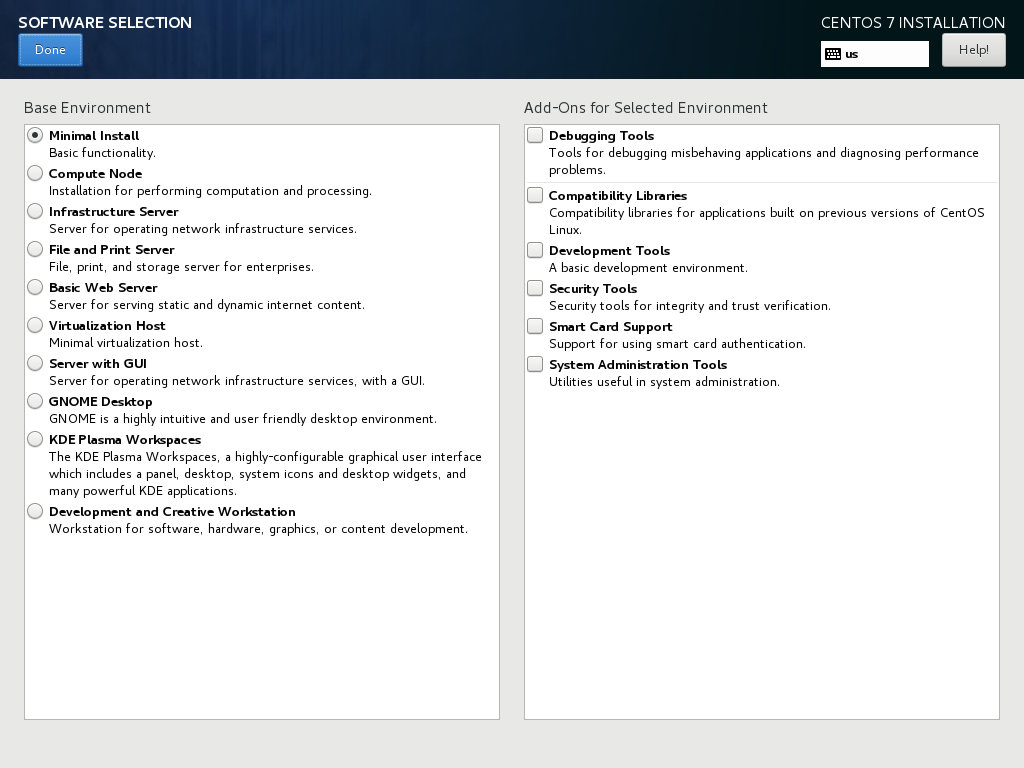 SOFTWARE SELECTION
CENTOS 7 INSTALLATION
Done
us
Help!
Base Environment
Minimal Install
Basic functionality.
Compute Node
Installation for performing computation and processing.
Infrastructure Server
Server for operating network infrastructure services.
File and Print Server
File, print, and storage server for enterprises.
Basic Web Server
Server for serving static and dynamic internet content.
Virtualization Host
Minimal virtualization host.
Server with GUI
Server for operating network infrastructure services, with a GUI.
GNOME Desktop
GNOME is a highly intuitive and user friendly desktop environment.
KDE Plasma Workspaces
The KDE Plasma Workspaces, a highly-configurable graphical user interface
which includes a panel, desktop, system icons and desktop widgets, and
many powerful KDE applications.
Development and Creative Workstation
Workstation for software, hardware, graphics, or content development.
Add-Ons for Selected Environment
Debugging Tools
Tools for debugging misbehaving applications and diagnosing performance
problems.
Compatibility Libraries
Compatibility libraries for applications built on previous versions of CentOS
Linux.
Development Tools
A basic development environment.
Security Tools
Security tools for integrity and trust verification.
Smart Card Support
Support for using smart card authentication.
System Administration Tools
Utilities useful in system administration.